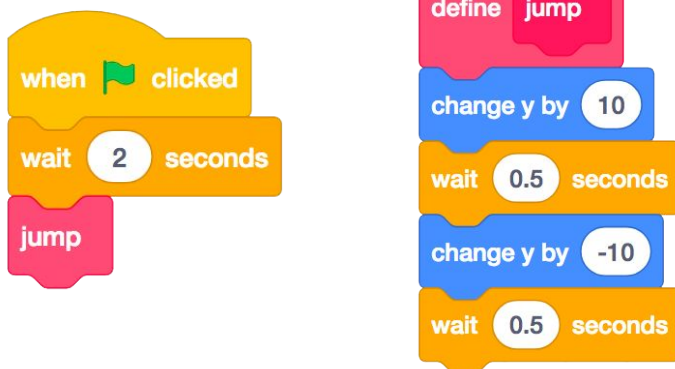 when clicked
wait 2 seconds
jump
define jump
change y by 10
wait 0.5 seconds
change y by -10
wait 0.5 seconds